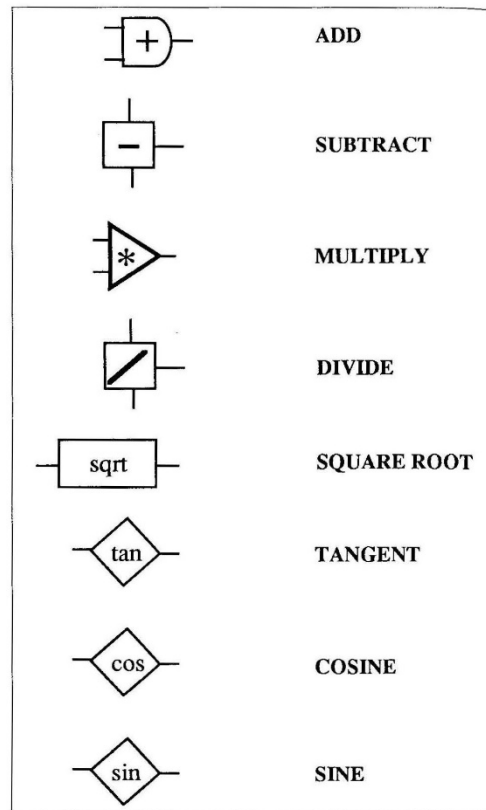 + ADD
− SUBTRACT
* MULTIPLY
/ DIVIDE
sqrt SQUARE ROOT
tan TANGENT
cos COSINE
sin SINE